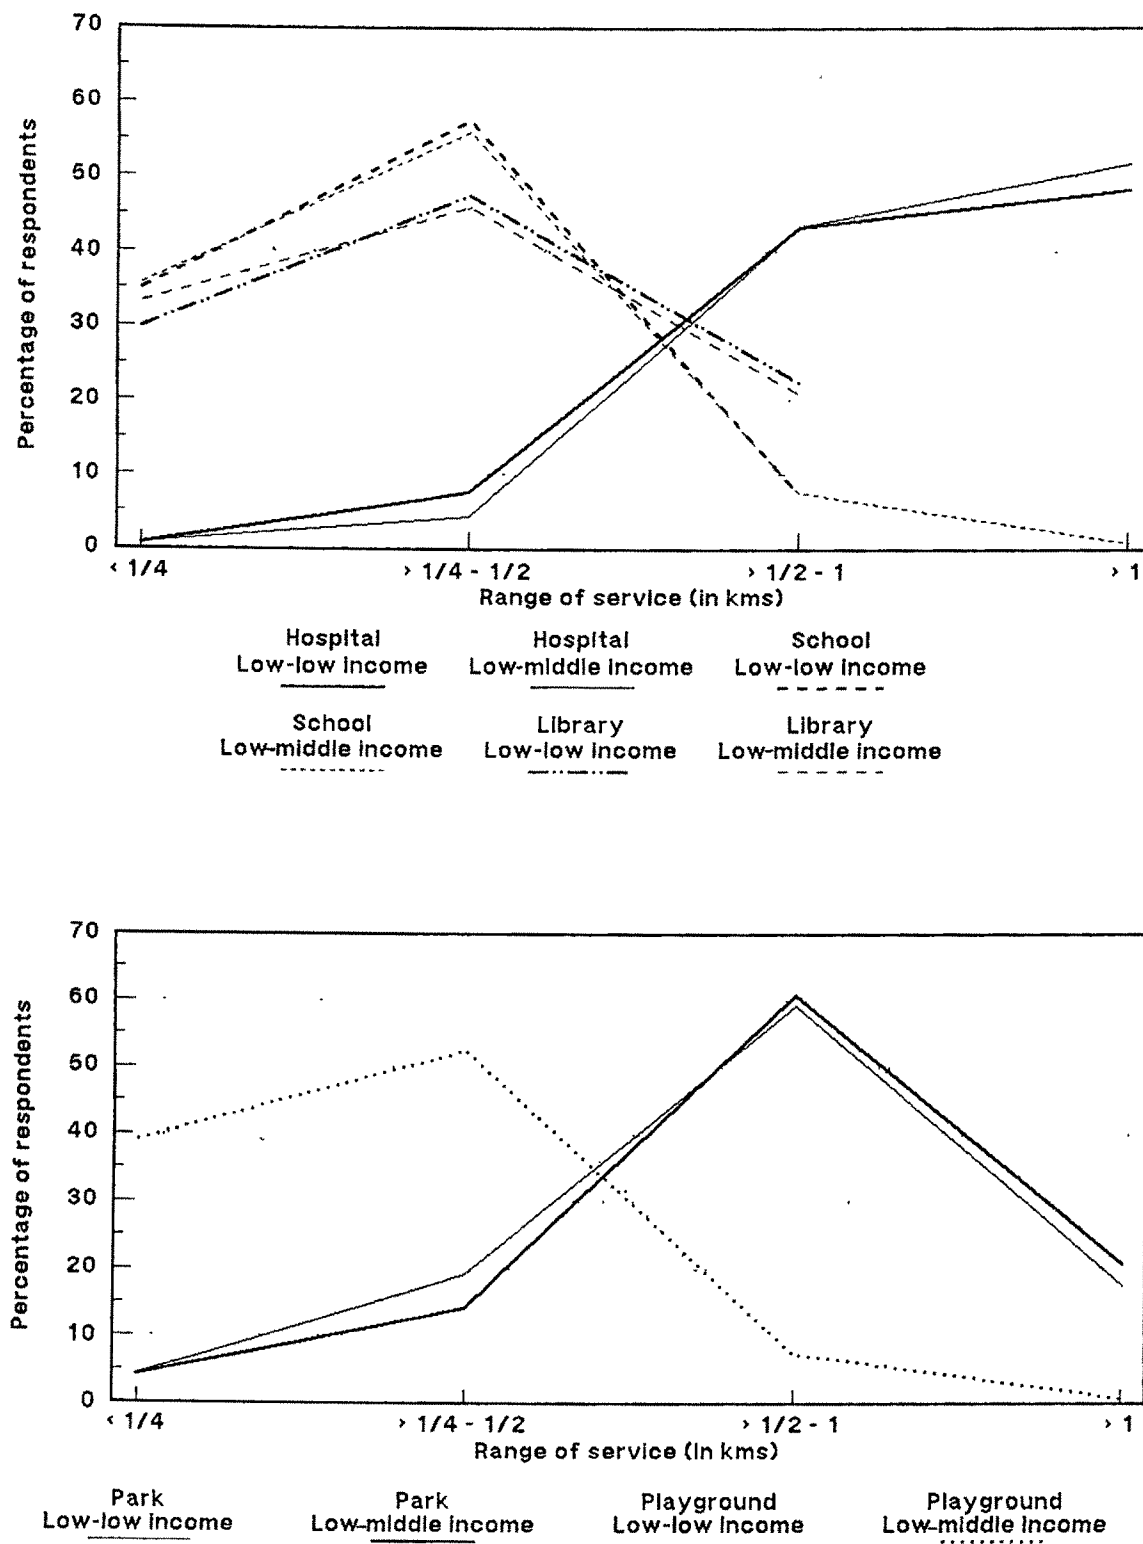 70
60
50
40
30
20
10
0
Percentage of respondents
< 1/4 > 1/4 - 1/2 > 1/2 - 1 > 1
Range of service (in kms)
Hospital Hospital School
Low-low income Low-middle income Low-low income
School Library Library
Low-middle income Low-low income Low-middle income
70
60
50
40
30
20
10
0
Percentage of respondents
< 1/4 > 1/4 - 1/2 > 1/2 - 1 > 1
Range of service (in kms)
Park Park Playground Playground
Low-low income Low-middle income Low-low income Low-middle income